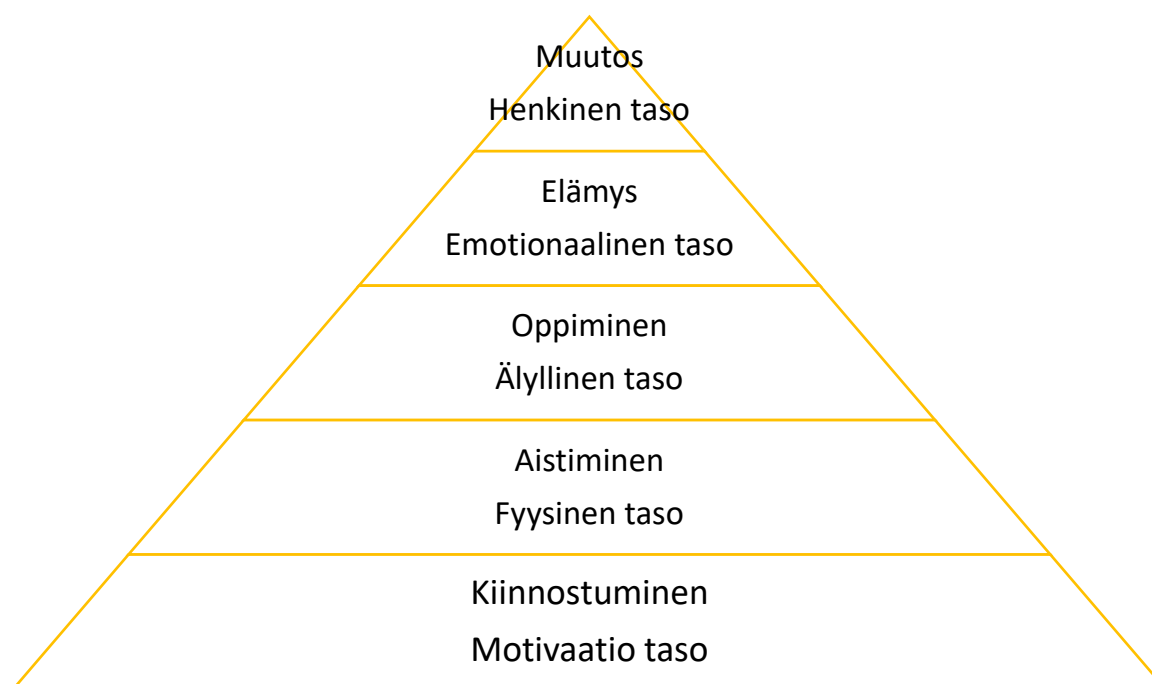 Muutos
Henkinen taso
Elämys
Emotionaalinen taso
Oppiminen
Älyllinen taso
Aistiminen
Fyysinen taso
Kiinnostuminen
Motivaatio taso